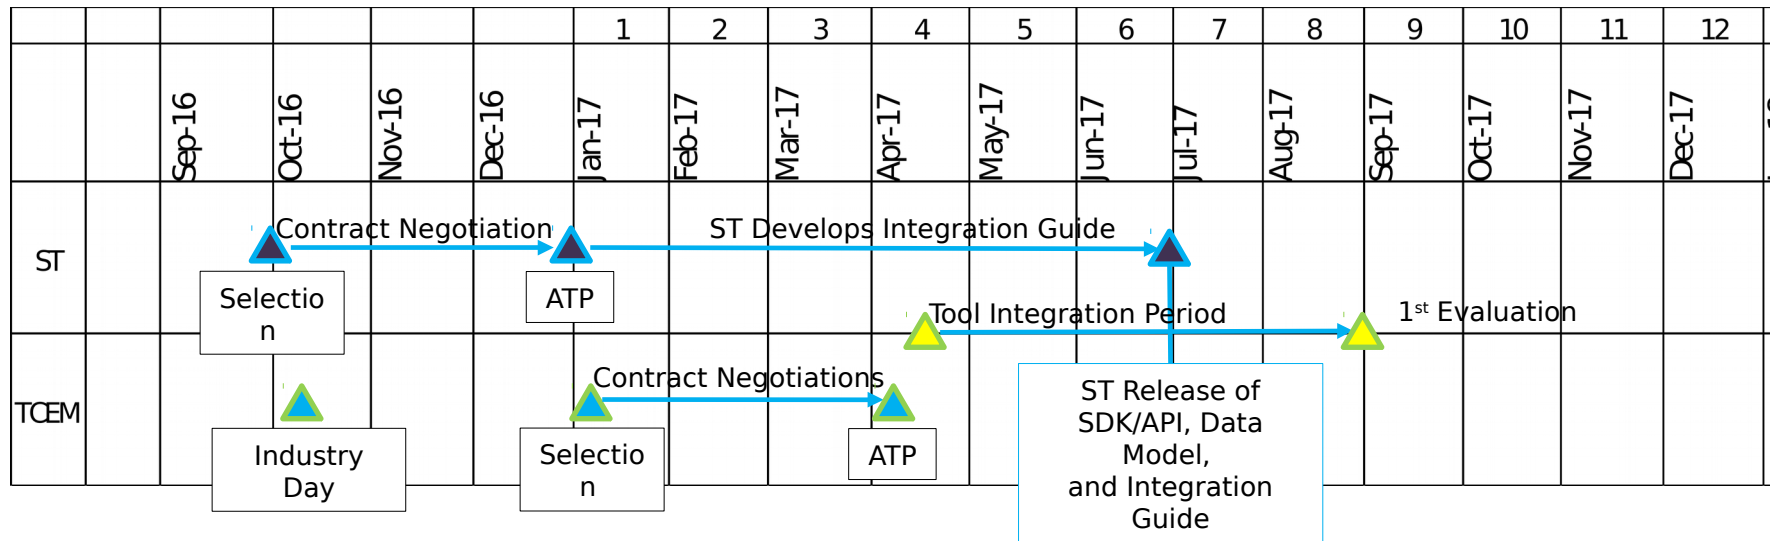 1 2 3 4 5 6 7 8 9 10 11 12
Sep-16 Oct-16 Nov-16 Dec-16 Jan-17 Feb-17 Mar-17 Apr-17 May-17 Jun-17 Jul-17 Aug-17 Sep-17 Oct-17 Nov-17 Dec-17
Contract Negotiation ST Develops Integration Guide
ST
Selectio
n
ATP
Tool Integration Period 1st Evaluation
Contract Negotiations
TCEM
Industry
Day
Selectio
n
ATP
ST Release of
SDK/API, Data
Model,
and Integration
Guide